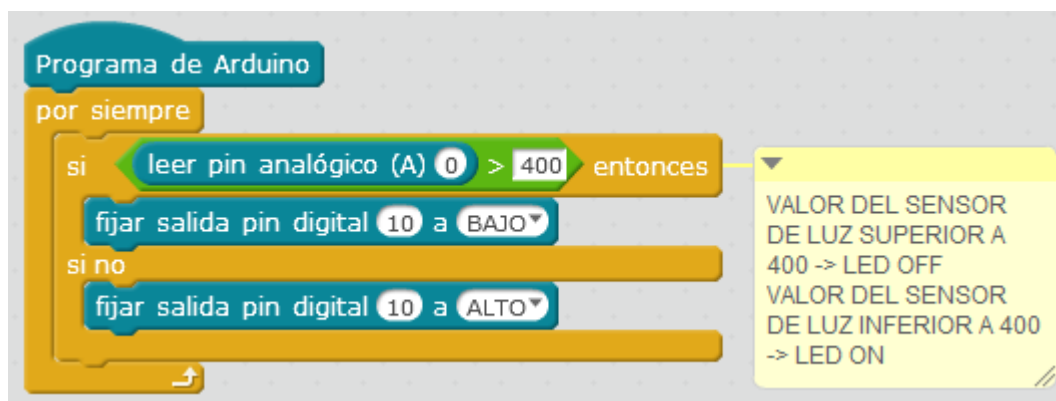 Programa de Arduino
por siempre
si leer pin analógico (A) 0 > 400 entonces
fijar salida pin digital 10 a BAJO
si no
fijar salida pin digital 10 a ALTO
VALOR DEL SENSOR
DE LUZ SUPERIOR A
400 -> LED OFF
VALOR DEL SENSOR
DE LUZ INFERIOR A 400
-> LED ON